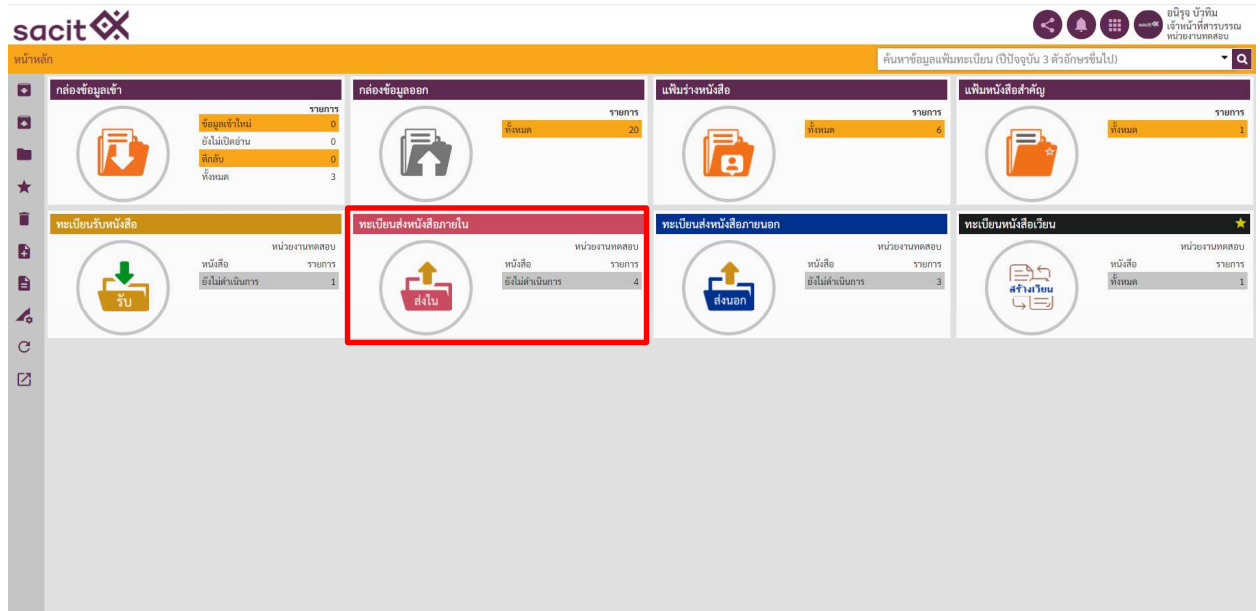 sacit
อนิรุจ บัวทิม
เจ้าหน้าที่สารบรรณ
หน่วยงานทดสอบ
หน้าหลัก
ค้นหาข้อมูลแฟ้มทะเบียน (ปีปัจจุบัน 3 ตัวอักษรขึ้นไป)
กล่องข้อมูลเข้า
รายการ
ข้อมูลเข้าใหม่ 0
ยังไม่เปิดอ่าน 0
ตีกลับ 0
ทั้งหมด 3
กล่องข้อมูลออก
รายการ
ทั้งหมด 20
แฟ้มร่างหนังสือ
รายการ
ทั้งหมด 6
แฟ้มหนังสือสำคัญ
รายการ
ทั้งหมด 1
ทะเบียนรับหนังสือ
หน่วยงานทดสอบ
หนังสือ รายการ
ยังไม่ดำเนินการ 1
รับ
ทะเบียนส่งหนังสือภายใน
หน่วยงานทดสอบ
หนังสือ รายการ
ยังไม่ดำเนินการ 4
ส่งใน
ทะเบียนส่งหนังสือภายนอก
หน่วยงานทดสอบ
หนังสือ รายการ
ยังไม่ดำเนินการ 3
ส่งนอก
ทะเบียนหนังสือเวียน
หน่วยงานทดสอบ
หนังสือ รายการ
ทั้งหมด 1
สร้างเวียน